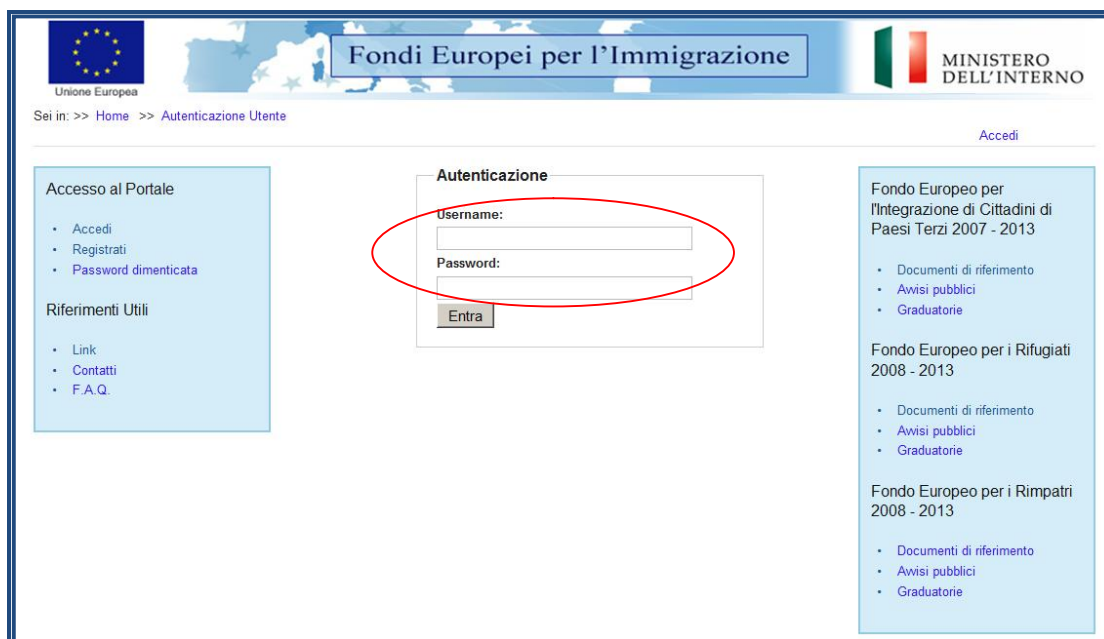 Unione Europea
Fondi Europei per l'Immigrazione
MINISTERO
DELL'INTERNO
Sei in: >> Home >> Autenticazione Utente
Accedi
Accesso al Portale
Accedi
Registrati
Password dimenticata
Riferimenti Utili
Link
Contatti
F.A.Q.
Autenticazione
Username:
Password:
Entra
Fondo Europeo per
l'Integrazione di Cittadini di
Paesi Terzi 2007 - 2013
Documenti di riferimento
Avvisi pubblici
Graduatorie
Fondo Europeo per i Rifugiati
2008 - 2013
Documenti di riferimento
Avvisi pubblici
Graduatorie
Fondo Europeo per i Rimpatri
2008 - 2013
Documenti di riferimento
Avvisi pubblici
Graduatorie